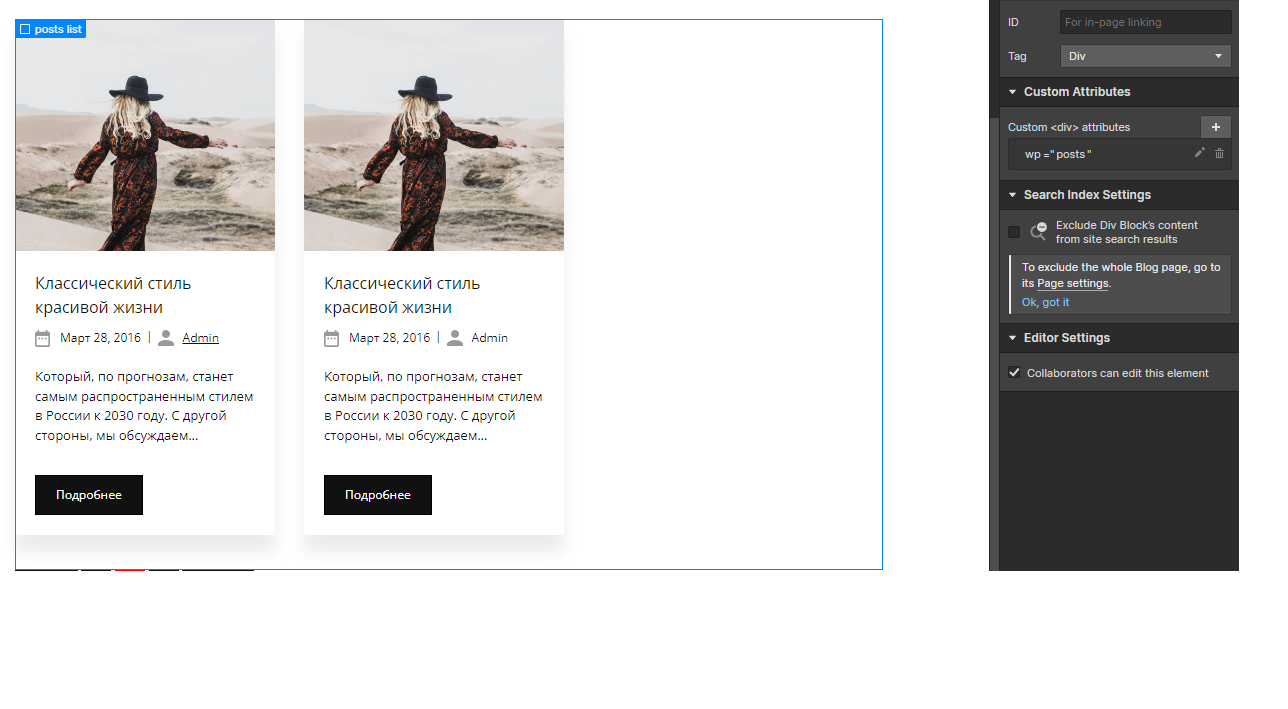 posts list
Классический стиль
красивой жизни
Март 28, 2016 | Admin
Который, по прогнозам, станет
самым распространенным стилем
в России к 2030 году. С другой
стороны, мы обсуждаем...
Подробнее
Классический стиль
красивой жизни
Март 28, 2016 | Admin
Который, по прогнозам, станет
самым распространенным стилем
в России к 2030 году. С другой
стороны, мы обсуждаем...
Подробнее
ID For in-page linking
Tag Div
Custom Attributes
Custom <div> attributes +
wp ="posts"
Search Index Settings
Exclude Div Block's content
from site search results
To exclude the whole Blog page, go to
its Page settings.
Ok, got it
Editor Settings
Collaborators can edit this element